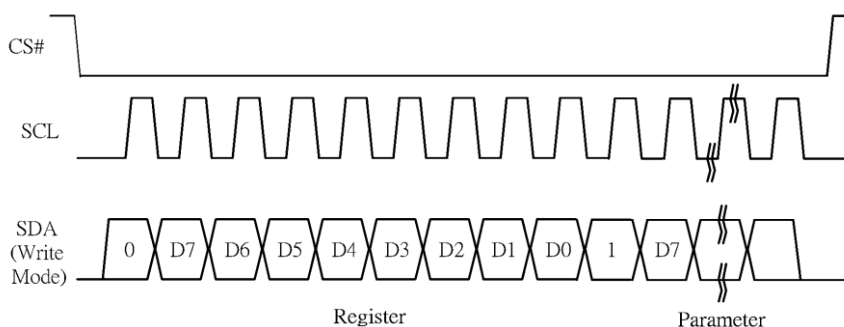 CS#
SCL
SDA
(Write
Mode)
0 D7 D6 D5 D4 D3 D2 D1 D0 1 D7
Register Parameter